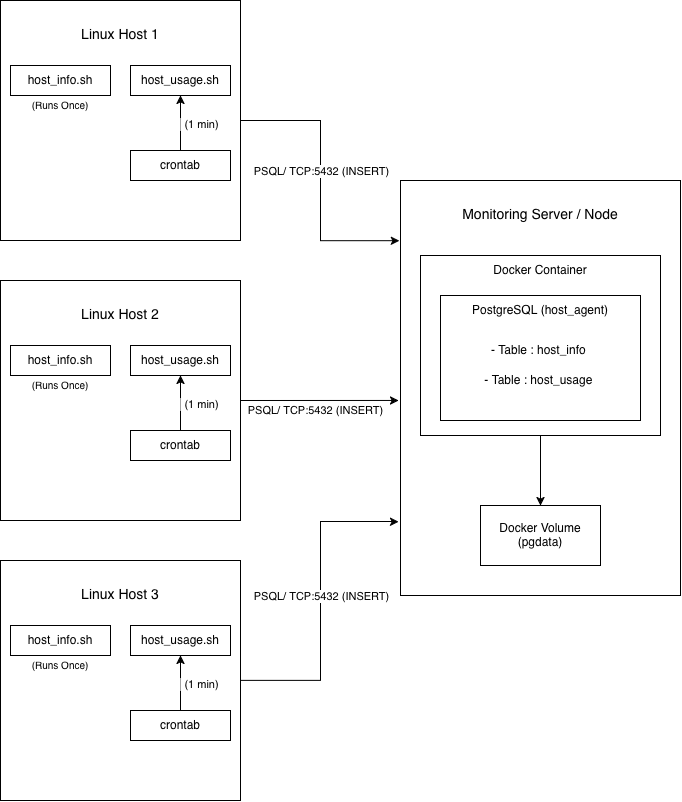 Linux Host 1
host_info.sh
host_usage.sh
(Runs Once)
(1 min)
crontab
PSQL/ TCP:5432 (INSERT)
Linux Host 2
host_info.sh
host_usage.sh
(Runs Once)
(1 min)
crontab
PSQL/ TCP:5432 (INSERT)
Linux Host 3
host_info.sh
host_usage.sh
(Runs Once)
(1 min)
crontab
PSQL/ TCP:5432 (INSERT)
Monitoring Server / Node
Docker Container
PostgreSQL (host_agent)
- Table : host_info
- Table : host_usage
Docker Volume
(pgdata)